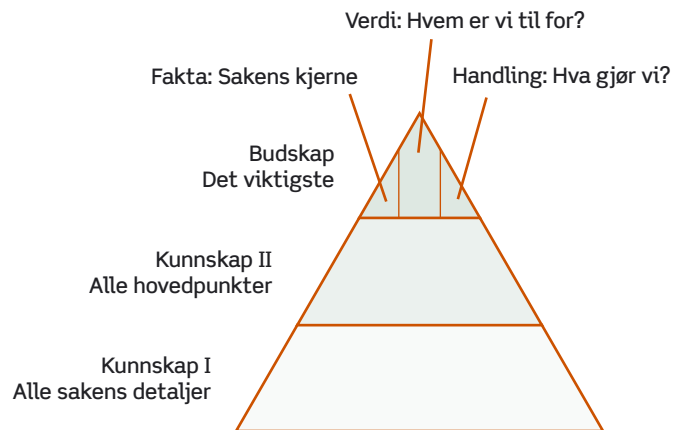 Verdi: Hvem er vi til for?
Fakta: Sakens kjerne
Handling: Hva gjør vi?
Budskap
Det viktigste
Kunnskap II
Alle hovedpunkter
Kunnskap I
Alle sakens detaljer